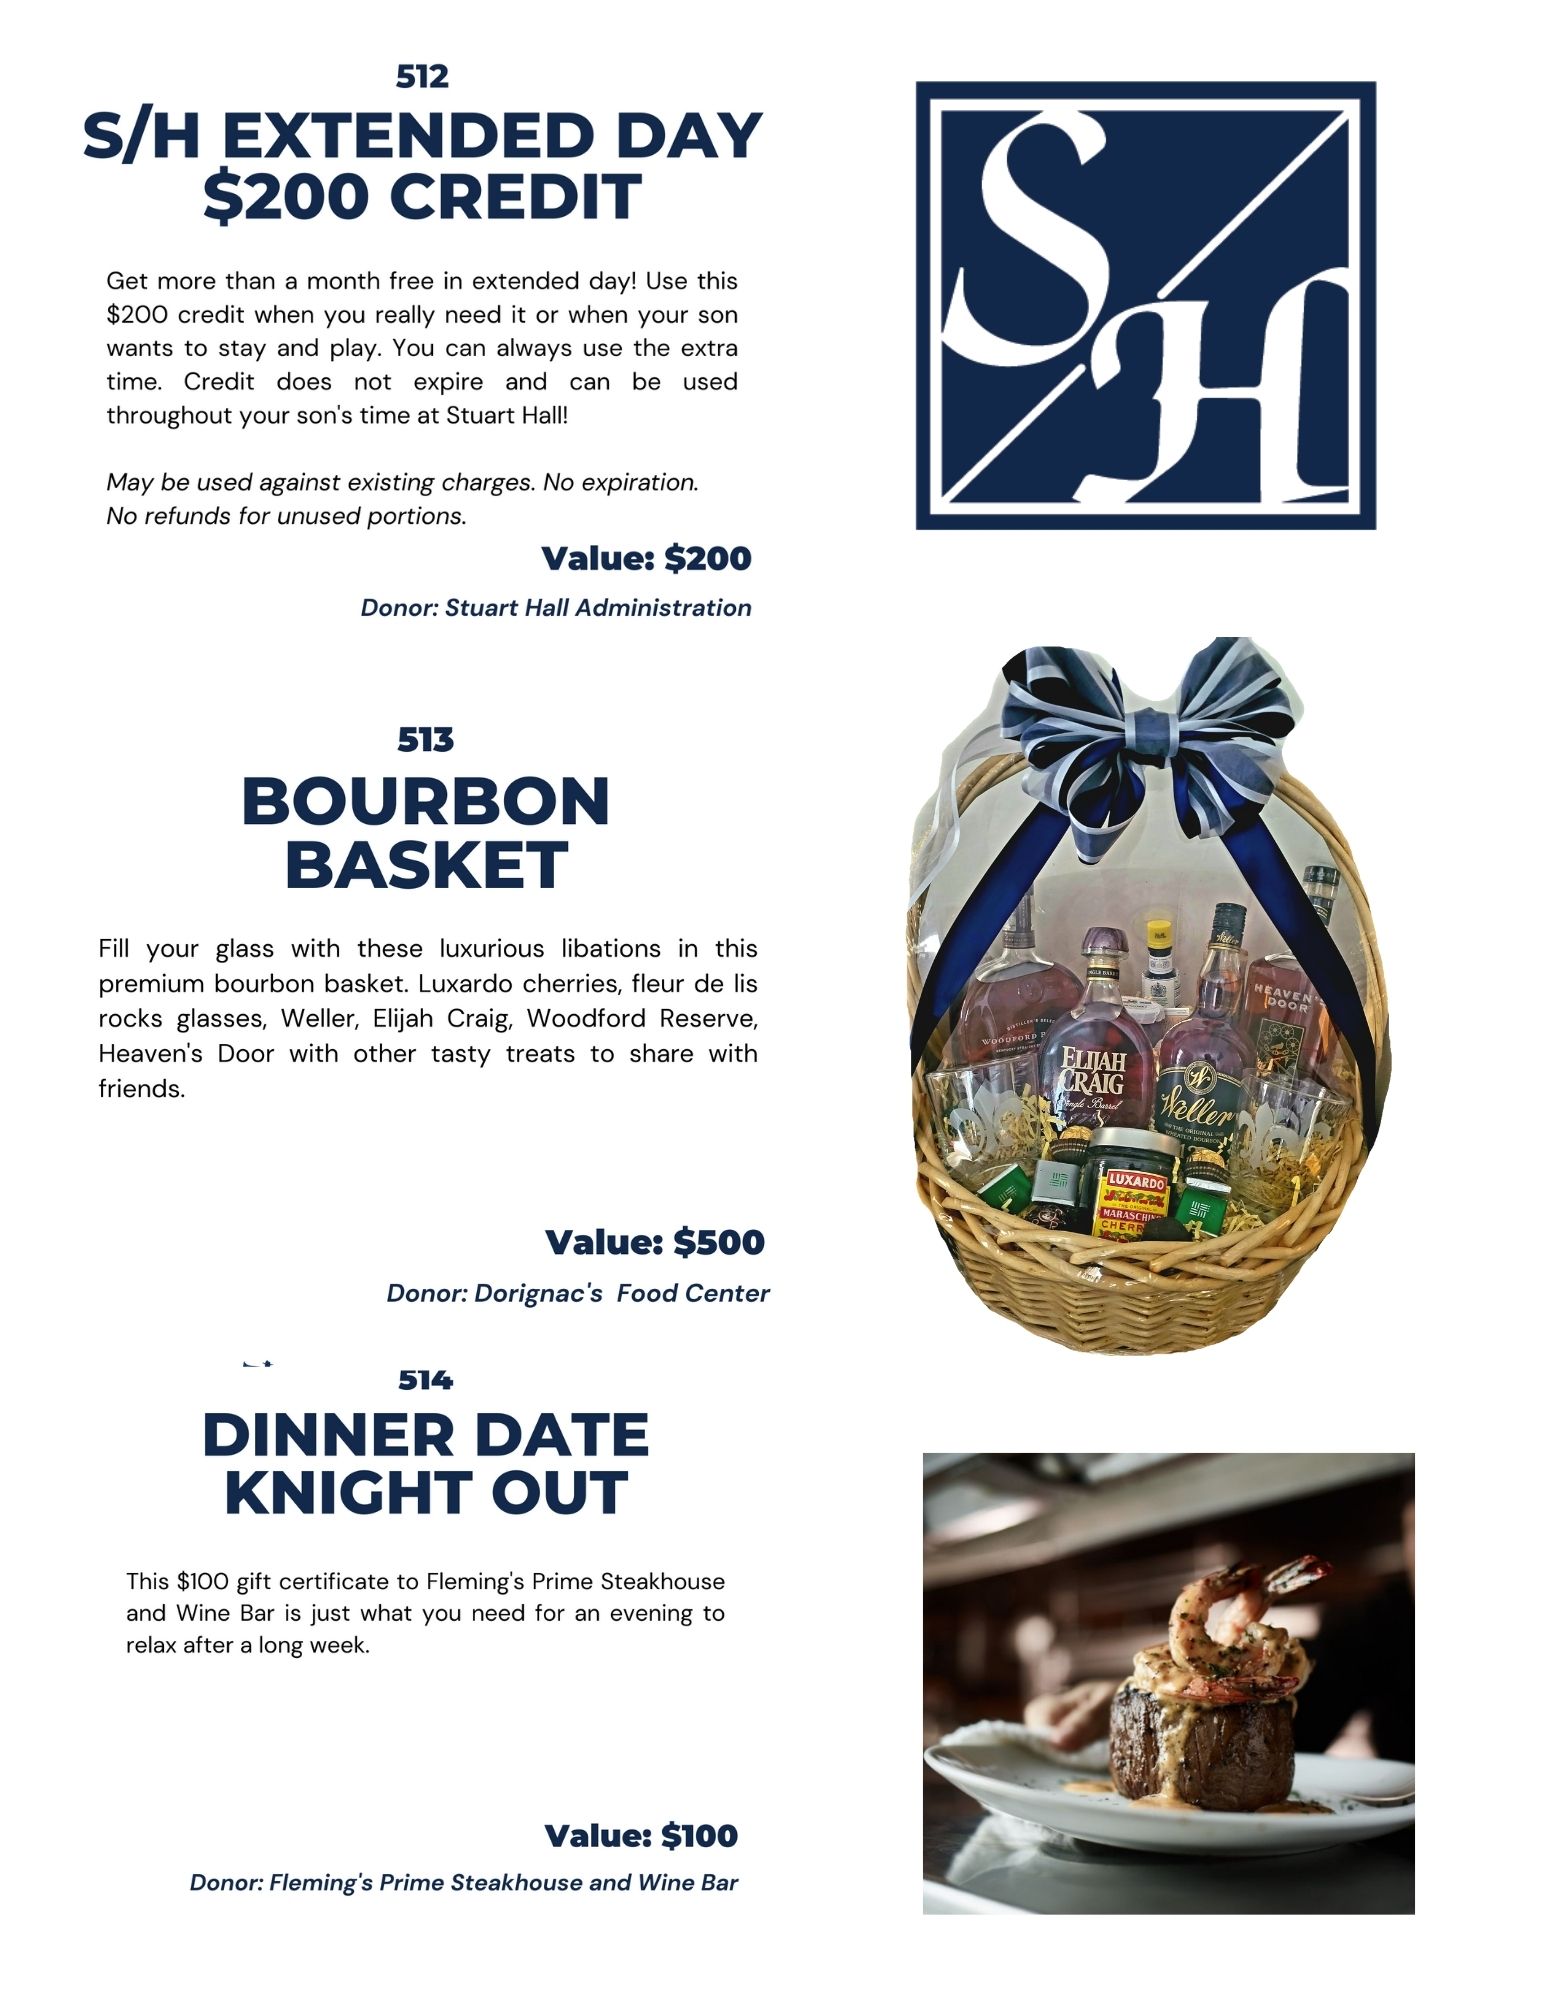 512
S/H EXTENDED DAY
$200 CREDIT
Get more than a month free in extended day! Use this
$200 credit when you really need it or when your son
wants to stay and play. You can always use the extra
time. Credit does not expire and can be used
throughout your son's time at Stuart Hall!
May be used against existing charges. No expiration.
No refunds for unused portions.
Value: $200
Donor: Stuart Hall Administration
S
H
513
BOURBON
BASKET
Fill your glass with these luxurious libations in this
premium bourbon basket. Luxardo cherries, fleur de lis
rocks glasses, Weller, Elijah Craig, Woodford Reserve,
Heaven's Door with other tasty treats to share with
friends.
Value: $500
Donor: Dorignac's  Food Center
Weller
HEAVEN'S
DOOR
WOODFORD
ELIJAH
CRAIG
Single Barrel
W
Weller
THE ORIGINAL
WHEATED BOURBON
LUXARDO
THE ORIGINAL
MARASCHINO
CHERR
514
DINNER DATE
KNIGHT OUT
This $100 gift certificate to Fleming's Prime Steakhouse
and Wine Bar is just what you need for an evening to
relax after a long week.
Value: $100
Donor: Fleming's Prime Steakhouse and Wine Bar